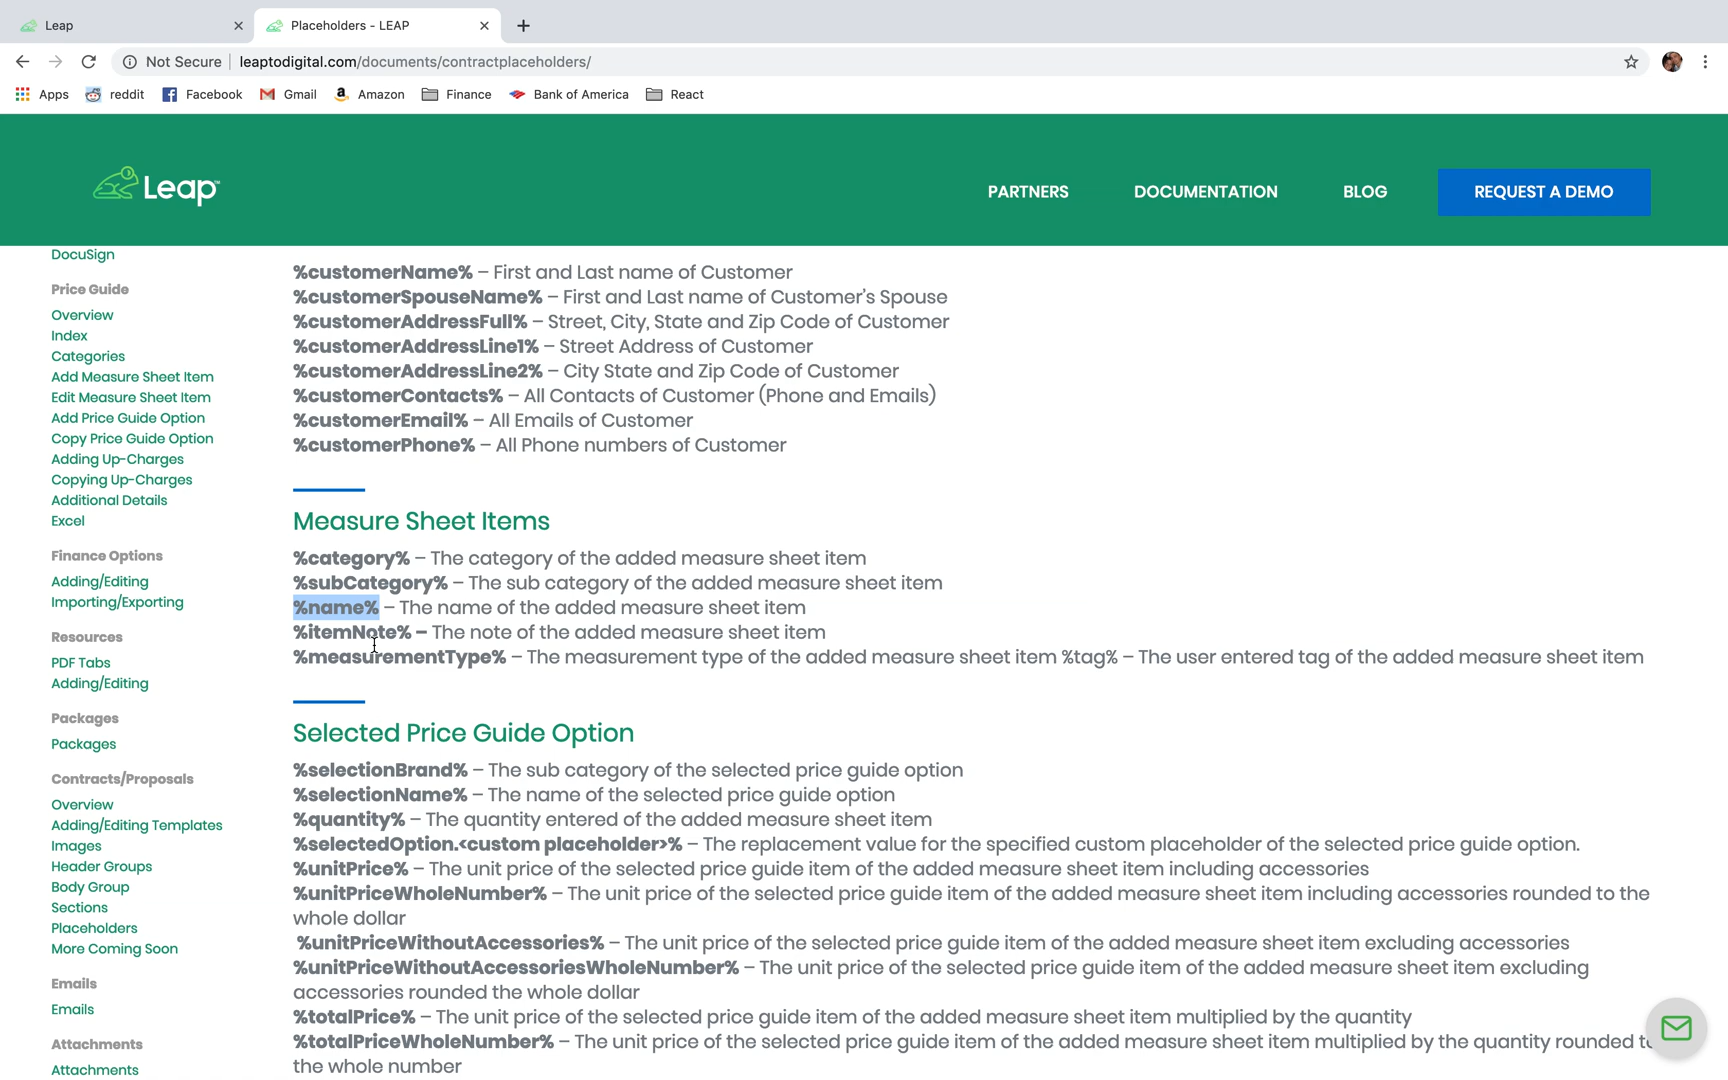 Leap
Placeholders - LEAP
Not Secure
leaptodigital.com/documents/contractplaceholders/
Apps
reddit
Facebook
Gmail
Amazon
Finance
Bank of America
React
Leap
PARTNERS
DOCUMENTATION
BLOG
REQUEST A DEMO
DocuSign
Price Guide
Overview
Index
Categories
Add Measure Sheet Item
Edit Measure Sheet Item
Add Price Guide Option
Copy Price Guide Option
Adding Up-Charges
Copying Up-Charges
Additional Details
Excel
Finance Options
Adding/Editing
Importing/Exporting
Resources
PDF Tabs
Adding/Editing
Packages
Packages
Contracts/Proposals
Overview
Adding/Editing Templates
Images
Header Groups
Body Group
Sections
Placeholders
More Coming Soon
Emails
Emails
Attachments
Attachments
%customerName% – First and Last name of Customer
%customerSpouseName% – First and Last name of Customer’s Spouse
%customerAddressFull% – Street, City, State and Zip Code of Customer
%customerAddressLine1% – Street Address of Customer
%customerAddressLine2% – City State and Zip Code of Customer
%customerContacts% – All Contacts of Customer (Phone and Emails)
%customerEmail% – All Emails of Customer
%customerPhone% – All Phone numbers of Customer
Measure Sheet Items
%category% – The category of the added measure sheet item
%subCategory% – The sub category of the added measure sheet item
%name% – The name of the added measure sheet item
%itemNote% – The note of the added measure sheet item
%measurementType% – The measurement type of the added measure sheet item %tag% – The user entered tag of the added measure sheet item
Selected Price Guide Option
%selectionBrand% – The sub category of the selected price guide option
%selectionName% – The name of the selected price guide option
%quantity% – The quantity entered of the added measure sheet item
%selectedOption.<custom placeholder>% – The replacement value for the specified custom placeholder of the selected price guide option.
%unitPrice% – The unit price of the selected price guide item of the added measure sheet item including accessories
%unitPriceWholeNumber% – The unit price of the selected price guide item of the added measure sheet item including accessories rounded to the
whole dollar
%unitPriceWithoutAccessories% – The unit price of the selected price guide item of the added measure sheet item excluding accessories
%unitPriceWithoutAccessoriesWholeNumber% – The unit price of the selected price guide item of the added measure sheet item excluding
accessories rounded the whole dollar
%totalPrice% – The unit price of the selected price guide item of the added measure sheet item multiplied by the quantity
%totalPriceWholeNumber% – The unit price of the selected price guide item of the added measure sheet item multiplied by the quantity rounded to
the whole number